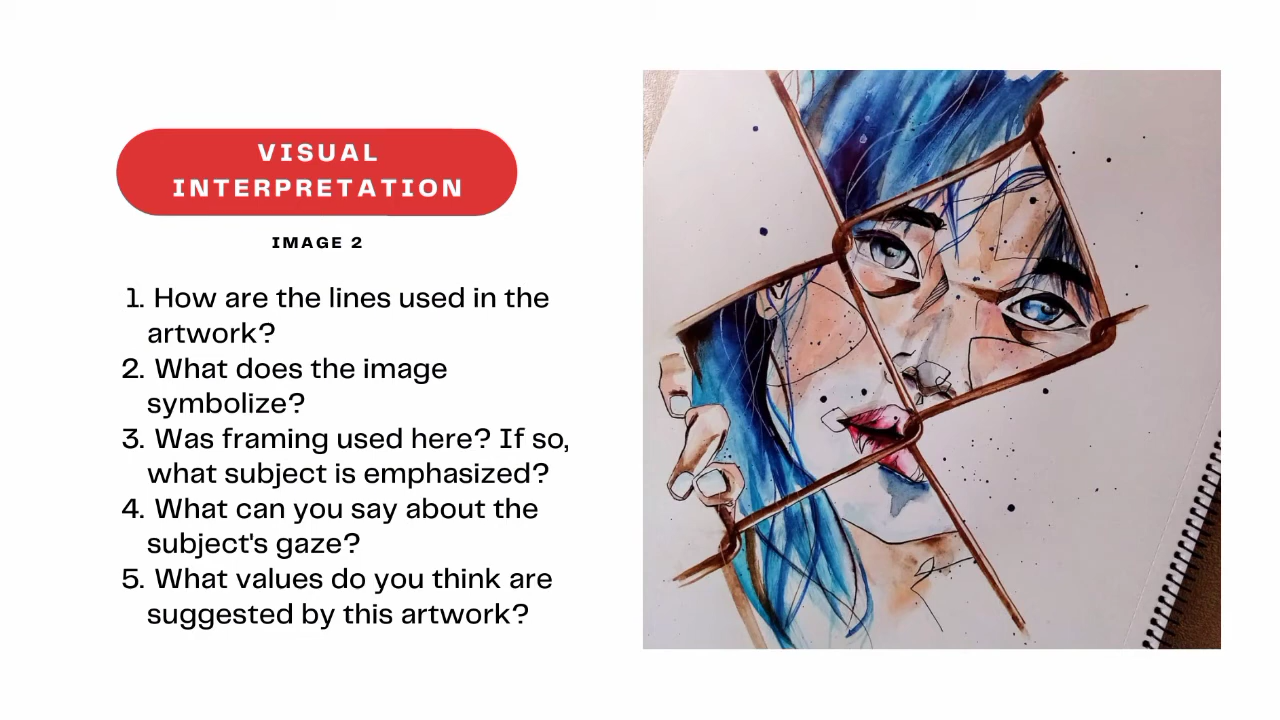 VISUAL
INTERPRETATION
IMAGE 2
1. How are the lines used in the
artwork?
2. What does the image
symbolize?
3. Was framing used here? If so,
what subject is emphasized?
4. What can you say about the
subject's gaze?
5. What values do you think are
suggested by this artwork?